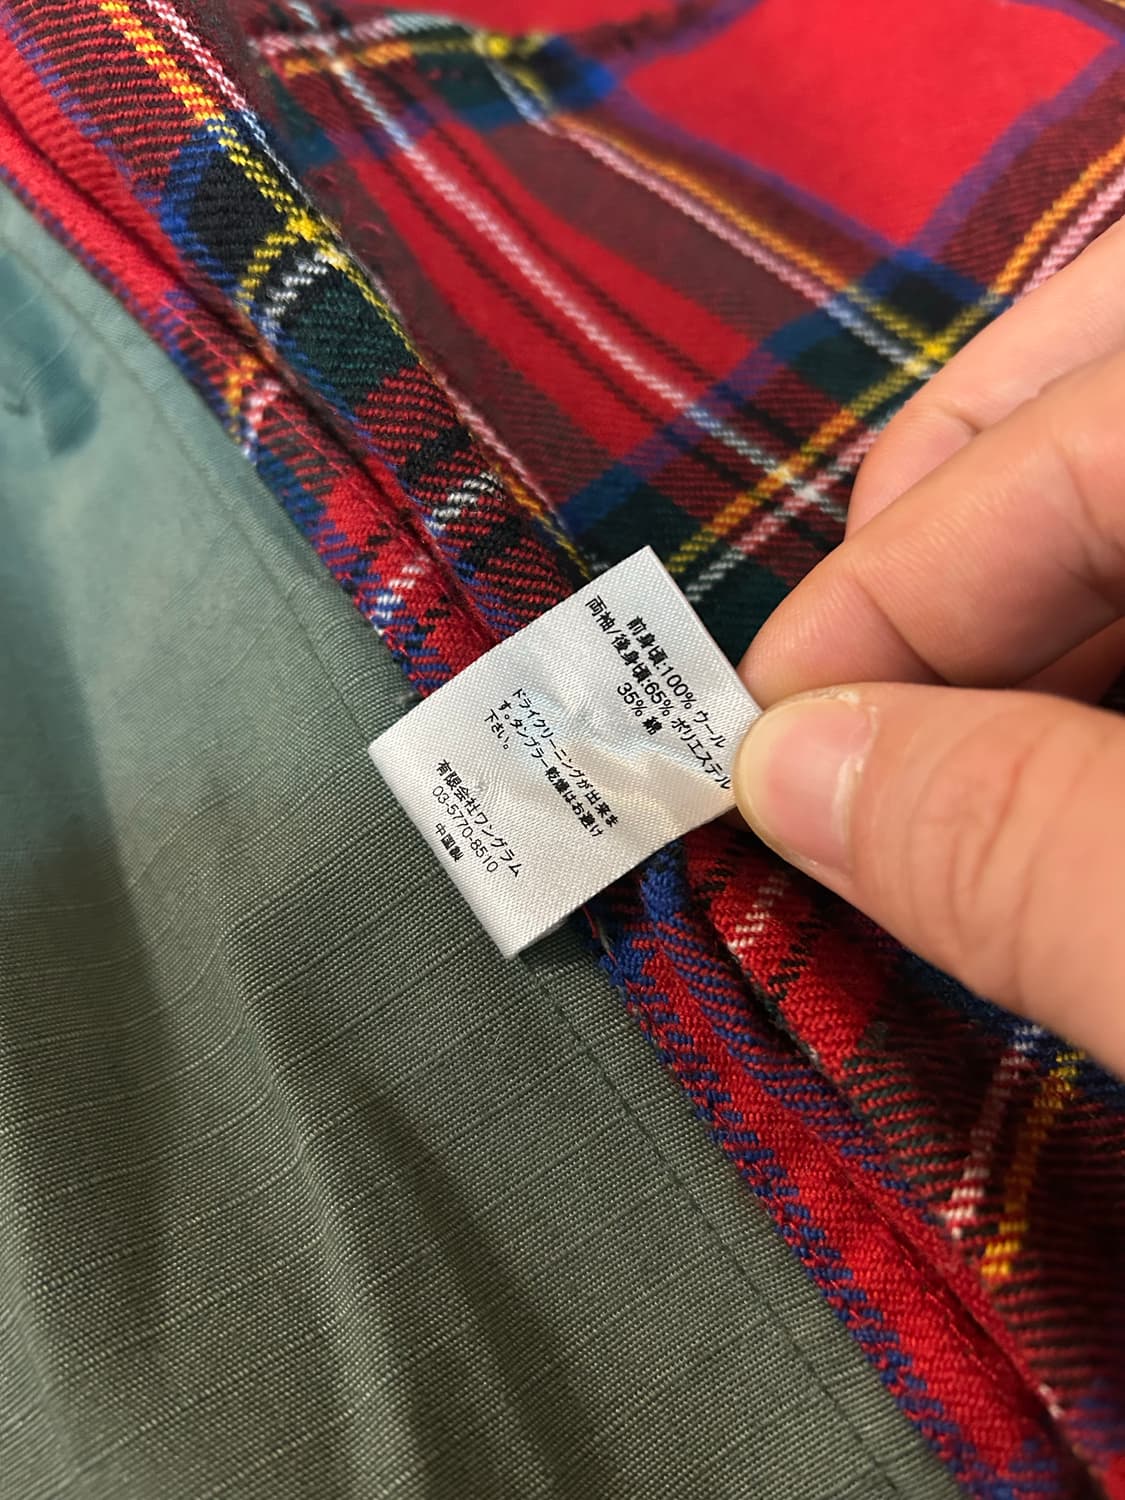 前身頃:100% ウール
両袖/後身頃:65% ポリエステル
35% 綿
ドライクリーニングが出来ま
す。タンブラー乾燥はお避け
下さい。
有限会社ワングラム
03-5770-8510
中国製